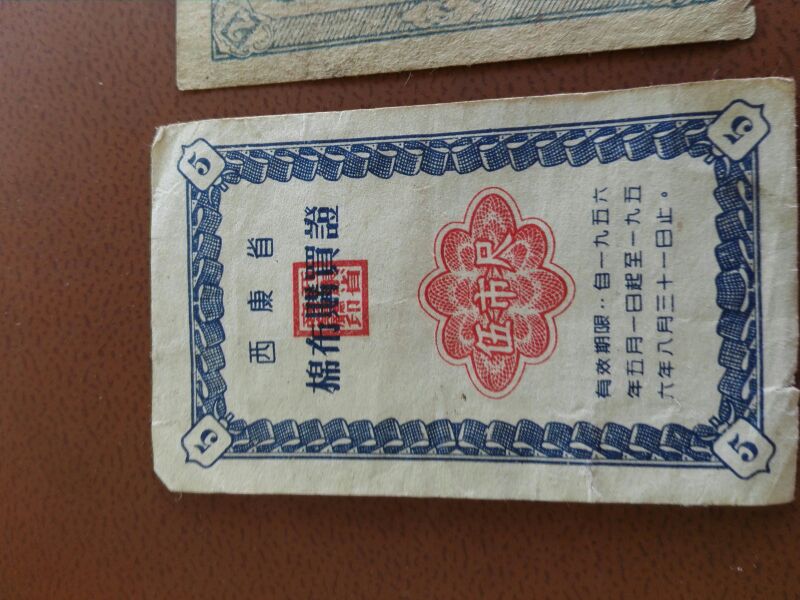 5
5
西康省
棉布購買證
伍市尺
有效期限：自一九五六
年五月一日起至一九五
六年八月三十一日止。
5
5